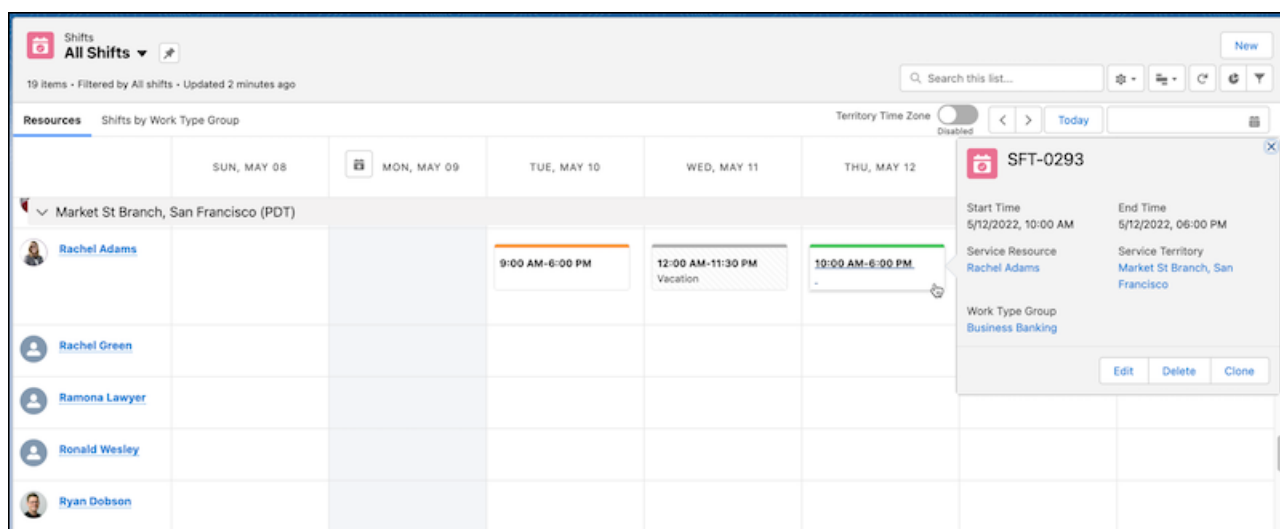 Shifts
All Shifts
New
19 items • Filtered by All shifts • Updated 2 minutes ago
Search this list...
Resources
Shifts by Work Type Group
Territory Time Zone
Disabled
Today
SUN, MAY 08
MON, MAY 09
TUE, MAY 10
WED, MAY 11
THU, MAY 12
Market St Branch, San Francisco (PDT)
Rachel Adams
9:00 AM-6:00 PM
12:00 AM-11:30 PM
Vacation
10:00 AM-6:00 PM
-
Rachel Green
Ramona Lawyer
Ronald Wesley
Ryan Dobson
SFT-0293
Start Time
5/12/2022, 10:00 AM
End Time
5/12/2022, 06:00 PM
Service Resource
Rachel Adams
Service Territory
Market St Branch, San
Francisco
Work Type Group
Business Banking
Edit
Delete
Clone